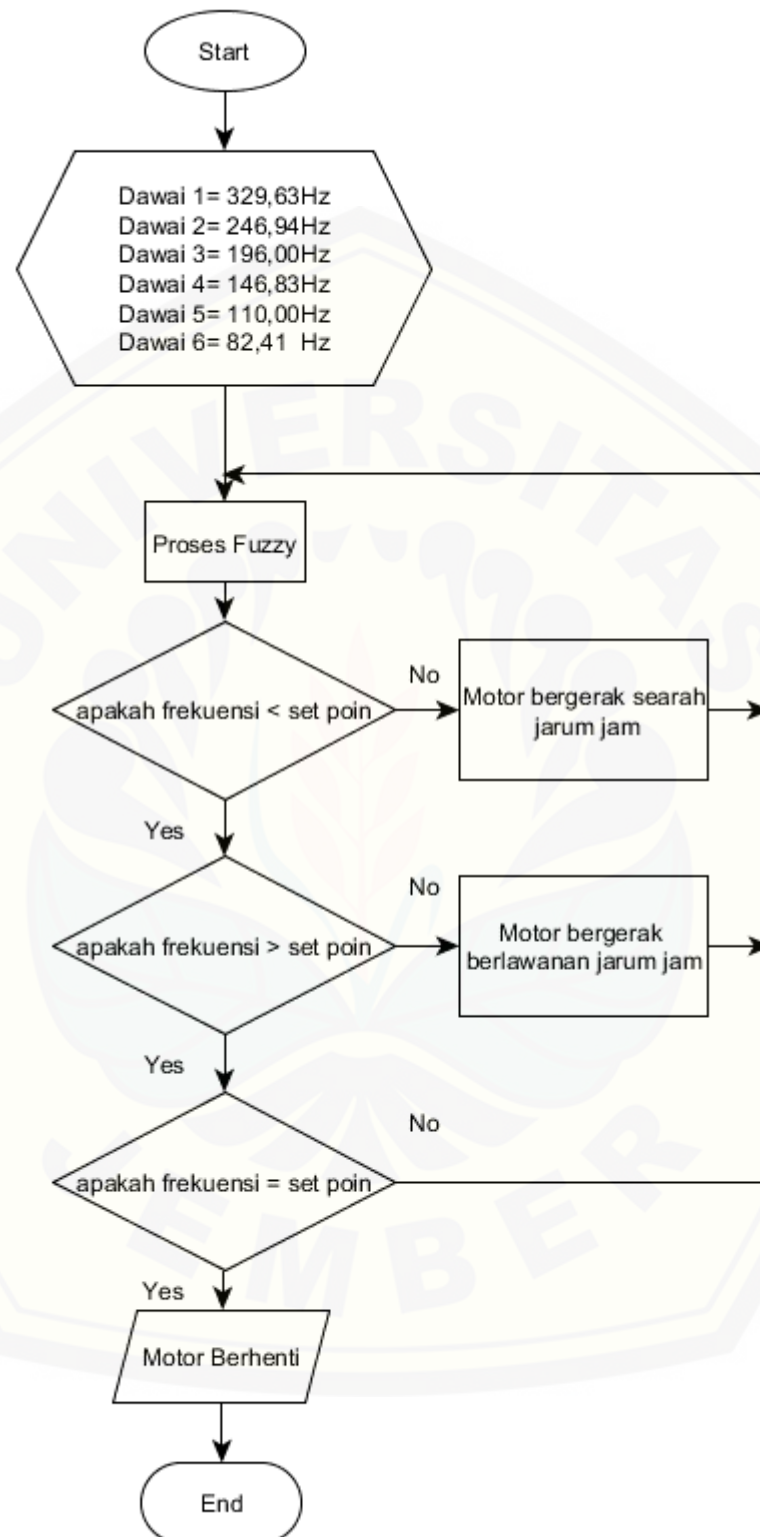 Start
Dawai 1= 329,63Hz
Dawai 2= 246,94Hz
Dawai 3= 196,00Hz
Dawai 4= 146,83Hz
Dawai 5= 110,00Hz
Dawai 6= 82,41 Hz
Proses Fuzzy
apakah frekuensi < set poin
No
Motor bergerak searah
jarum jam
Yes
apakah frekuensi > set poin
No
Motor bergerak
berlawanan jarum jam
Yes
apakah frekuensi = set poin
No
Yes
Motor Berhenti
End
UNIVERSITAS
JEMBER